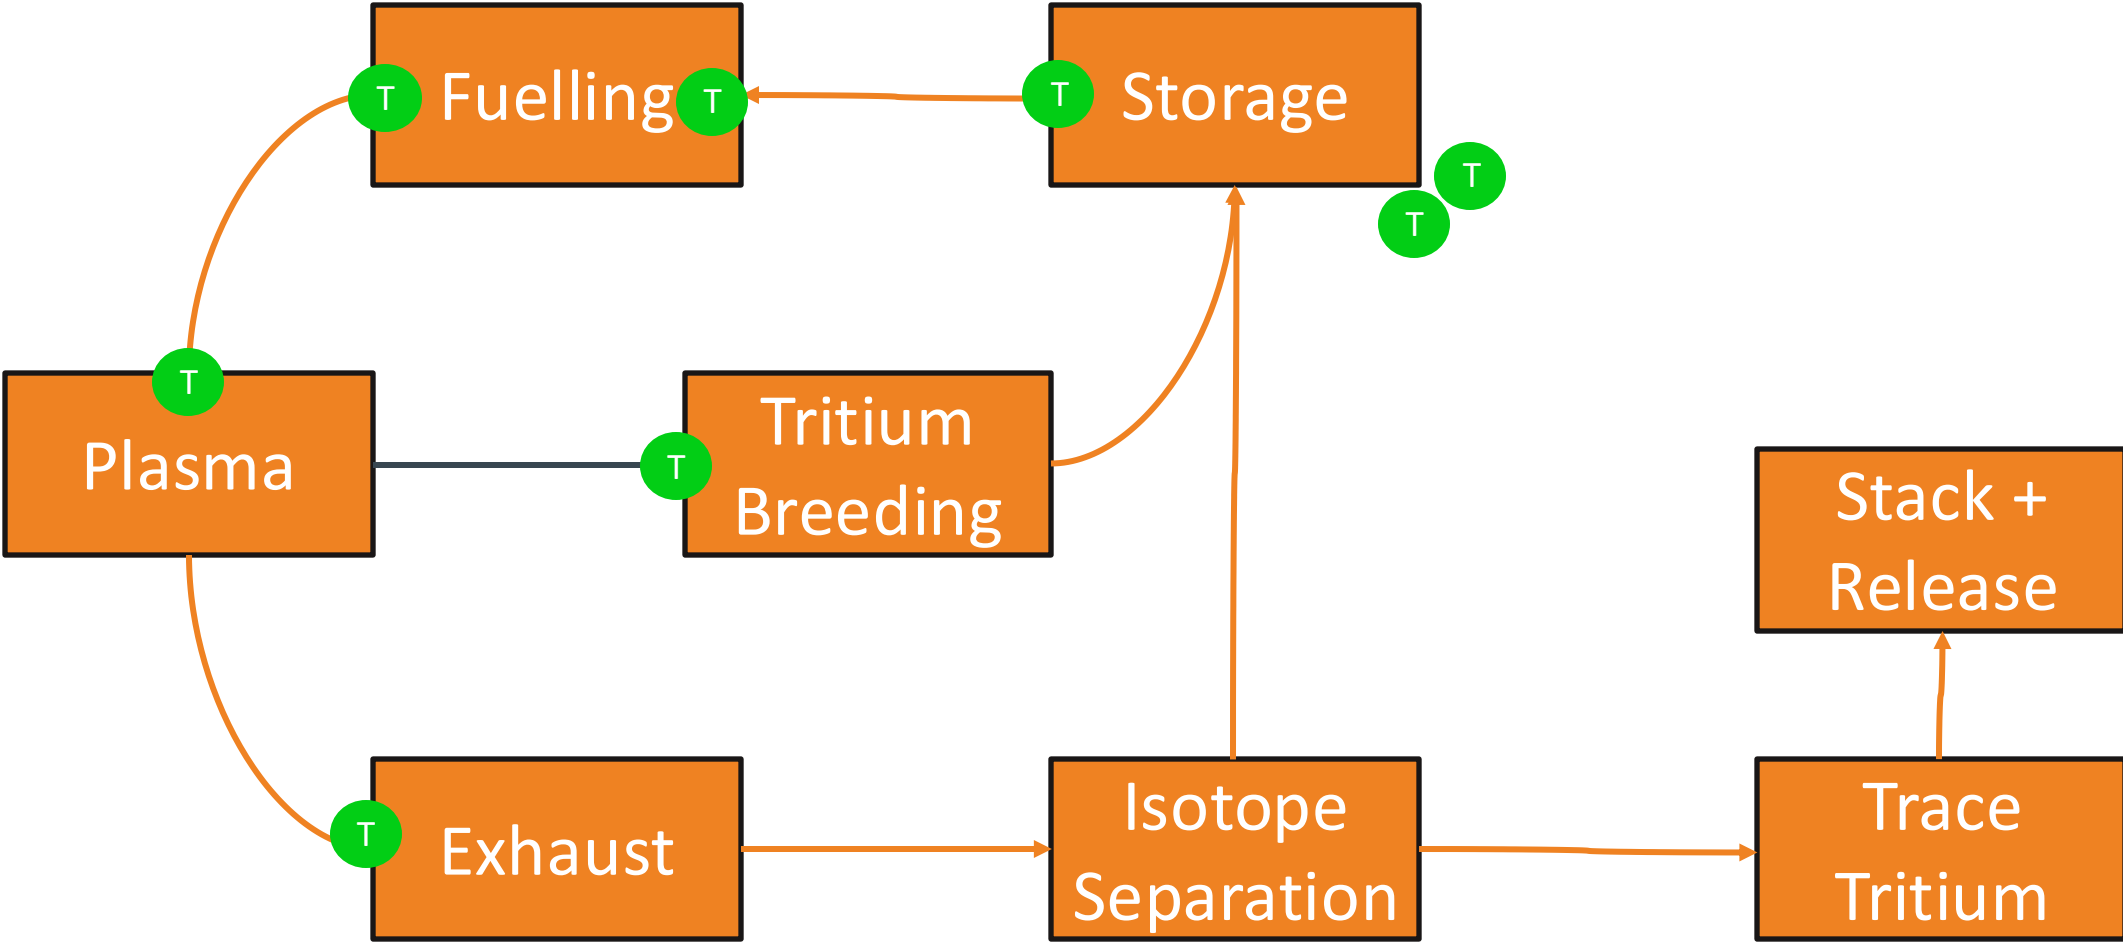 T
Fuelling
T
T
Storage
T
T
T
Plasma
T
Tritium
Breeding
Stack +
Release
T
Exhaust
Isotope
Separation
Trace
Tritium